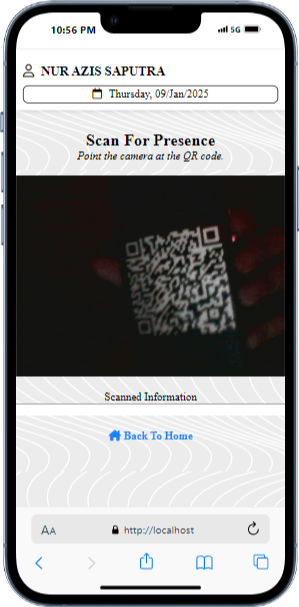 10:56 PM
5G
NUR AZIS SAPUTRA
Thursday, 09/Jan/2025
Scan For Presence
Point the camera at the QR code.
Scanned Information
Back To Home
AA
http://localhost